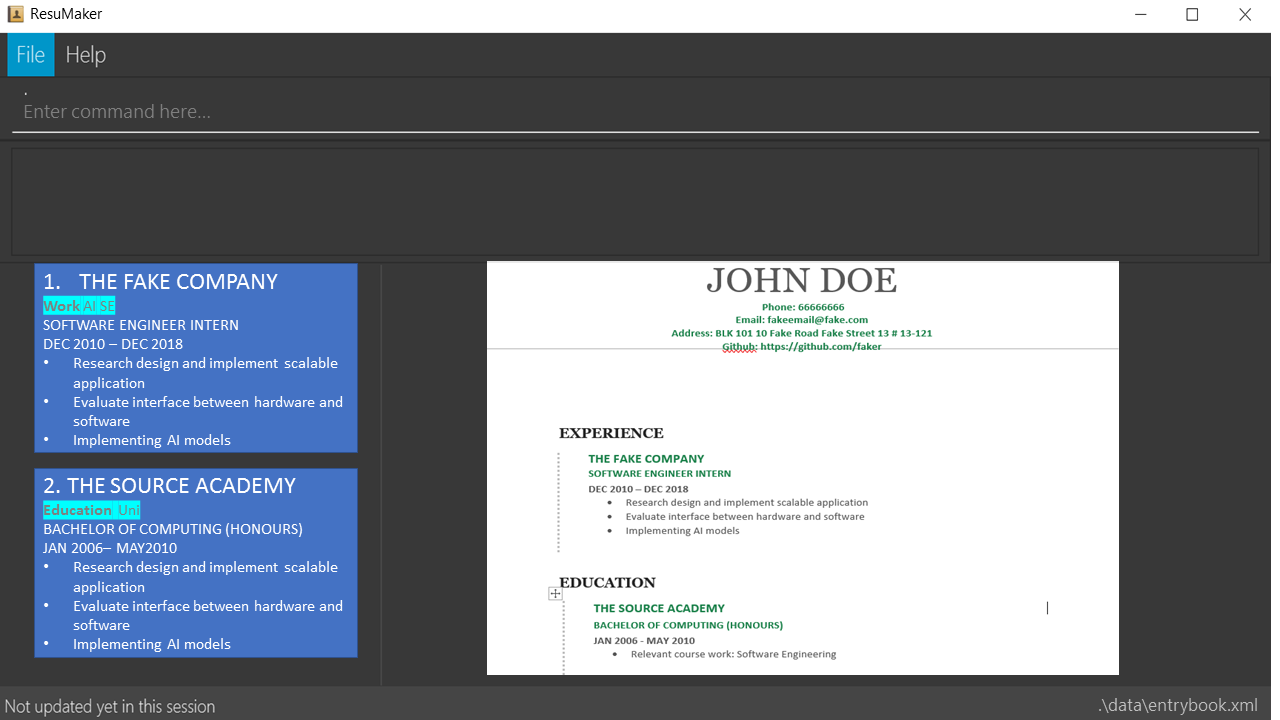 ResuMaker
File Help
.
Enter command here...
1. THE FAKE COMPANY
Work AI SE
SOFTWARE ENGINEER INTERN
DEC 2010 – DEC 2018
• Research design and implement scalable
application
• Evaluate interface between hardware and
software
• Implementing AI models
2. THE SOURCE ACADEMY
Education Uni
BACHELOR OF COMPUTING (HONOURS)
JAN 2006– MAY2010
• Research design and implement scalable
application
• Evaluate interface between hardware and
software
• Implementing AI models
JOHN DOE
Phone: 66666666
Email: fakeemail@fake.com
Address: BLK 101 10 Fake Road Fake Street 13 # 13-121
Github: https://github.com/faker
EXPERIENCE
THE FAKE COMPANY
SOFTWARE ENGINEER INTERN
DEC 2010 – DEC 2018
• Research design and implement scalable application
• Evaluate interface between hardware and software
• Implementing AI models
EDUCATION
THE SOURCE ACADEMY
BACHELOR OF COMPUTING (HONOURS)
JAN 2006 - MAY 2010
• Relevant course work: Software Engineering
Not updated yet in this session
.\data\entrybook.xml